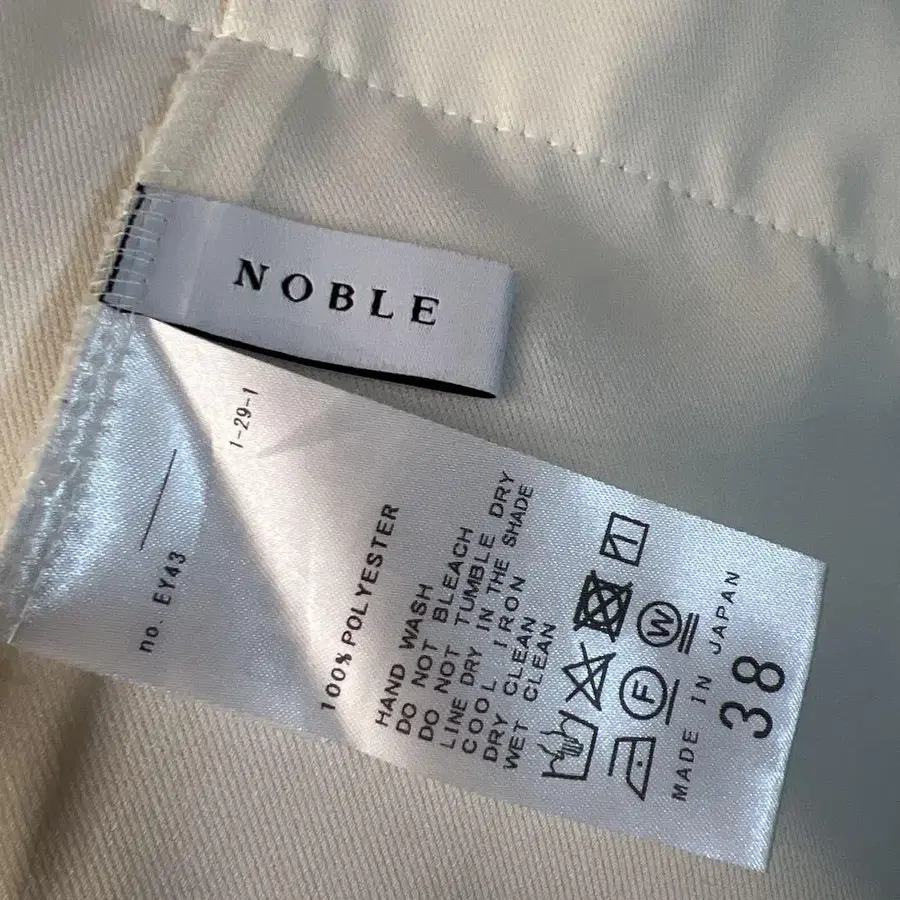 NOBLE
1-29-1
no. EY43
100% POLYESTER
HAND WASH
DO NOT BLEACH
DO NOT TUMBLE DRY
LINE DRY IN THE SHADE
COOL IRON
DRY CLEAN
WET CLEAN
W
F
MADE IN JAPAN
38